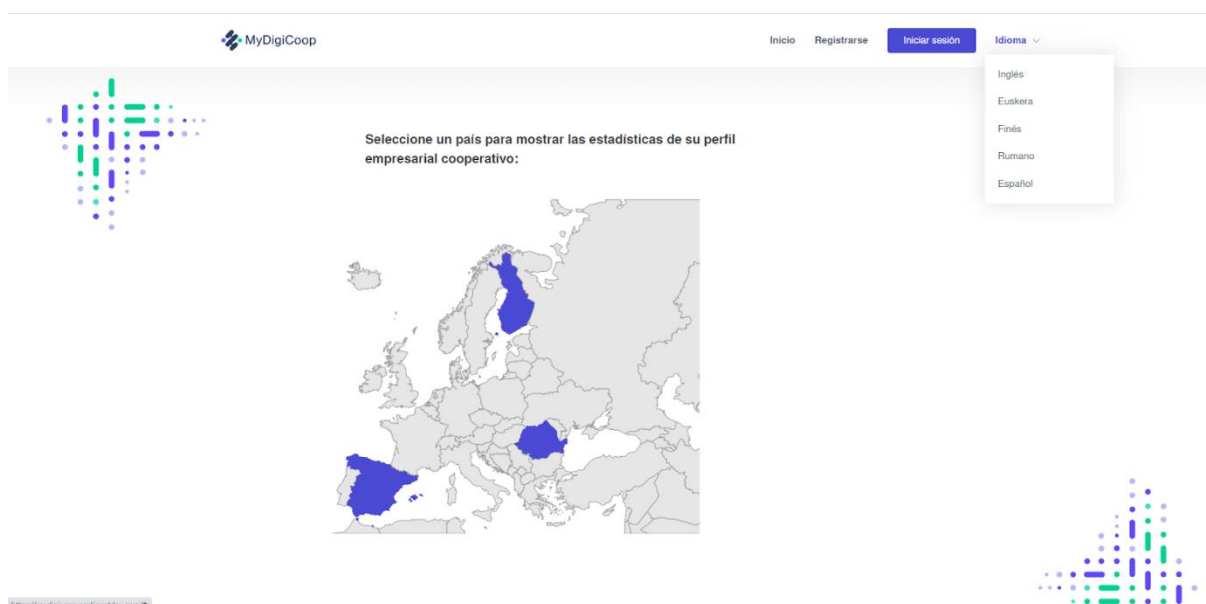 MyDigiCoop
Inicio Registrarse Iniciar sesión Idioma
Inglés
Euskera
Finés
Rumano
Español
Seleccione un país para mostrar las estadísticas de su perfil
empresarial cooperativo: